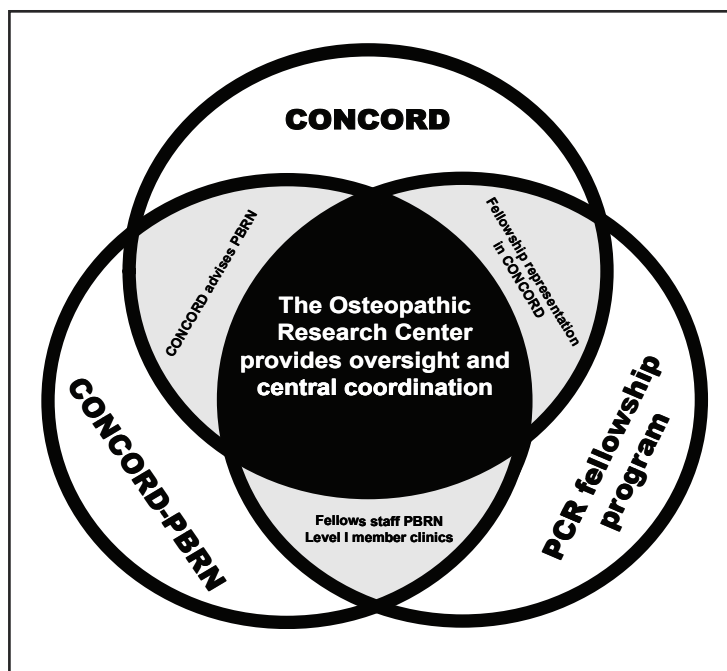 CONCORD
CONCORD advises PBRN
Fellowship representation
in CONCORD
The Osteopathic
Research Center
provides oversight and
central coordination
CONCORD-PBRN
PCR fellowship
program
Fellows staff PBRN
Level I member clinics